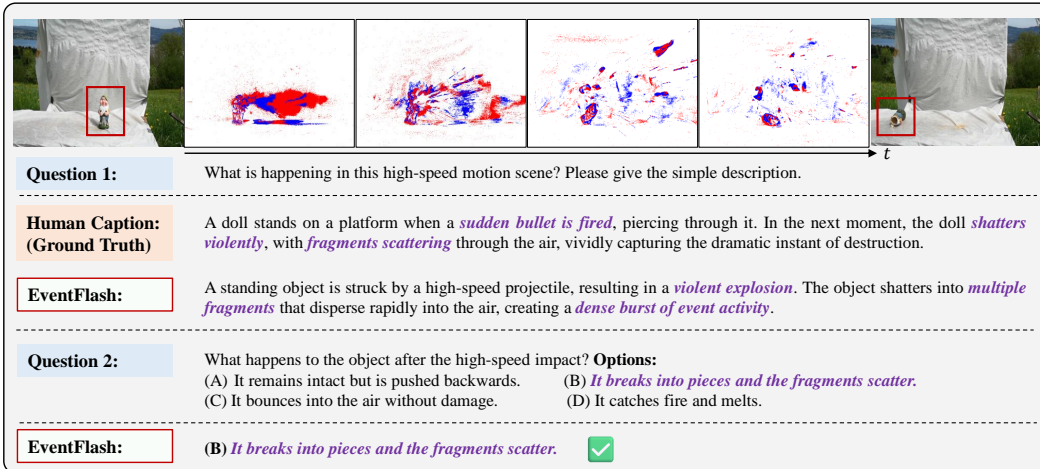 t
Question 1:
What is happening in this high-speed motion scene? Please give the simple description.
Human Caption:
(Ground Truth)
A doll stands on a platform when a sudden bullet is fired, piercing through it. In the next moment, the doll shatters
violently, with fragments scattering through the air, vividly capturing the dramatic instant of destruction.
EventFlash:
A standing object is struck by a high-speed projectile, resulting in a violent explosion. The object shatters into multiple
fragments that disperse rapidly into the air, creating a dense burst of event activity.
Question 2:
What happens to the object after the high-speed impact? Options:
(A) It remains intact but is pushed backwards. (B) It breaks into pieces and the fragments scatter.
(C) It bounces into the air without damage. (D) It catches fire and melts.
EventFlash:
(B) It breaks into pieces and the fragments scatter.